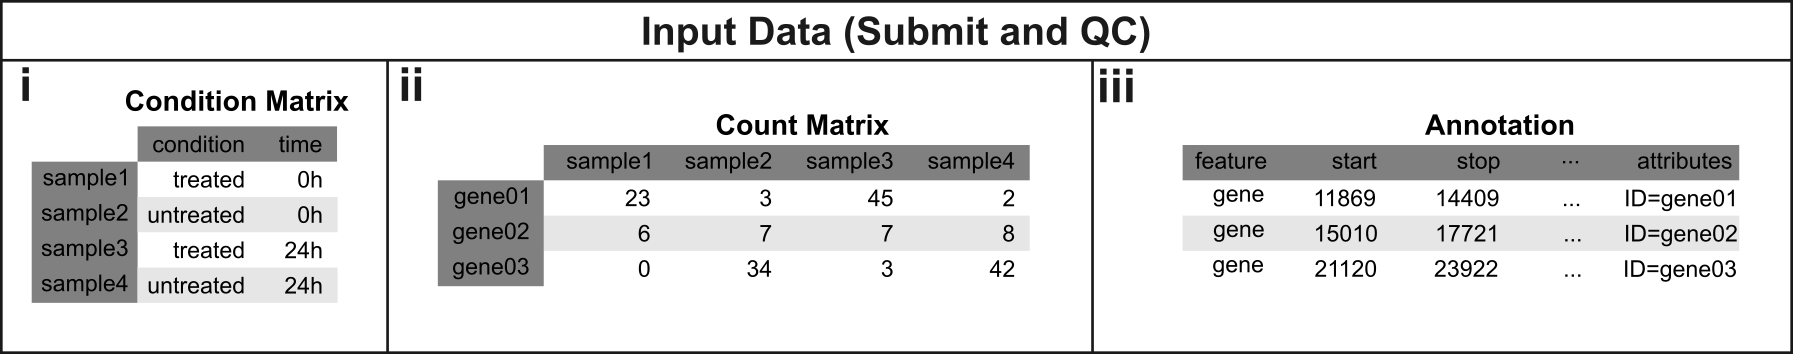 Input Data (Submit and QC)
i
Condition Matrix
condition time
sample1 treated 0h
sample2 untreated 0h
sample3 treated 24h
sample4 untreated 24h
ii
Count Matrix
sample1 sample2 sample3 sample4
gene01 23 3 45 2
gene02 6 7 7 8
gene03 0 34 3 42
iii
Annotation
feature start stop ... attributes
gene 11869 14409 ... ID=gene01
gene 15010 17721 ... ID=gene02
gene 21120 23922 ... ID=gene03